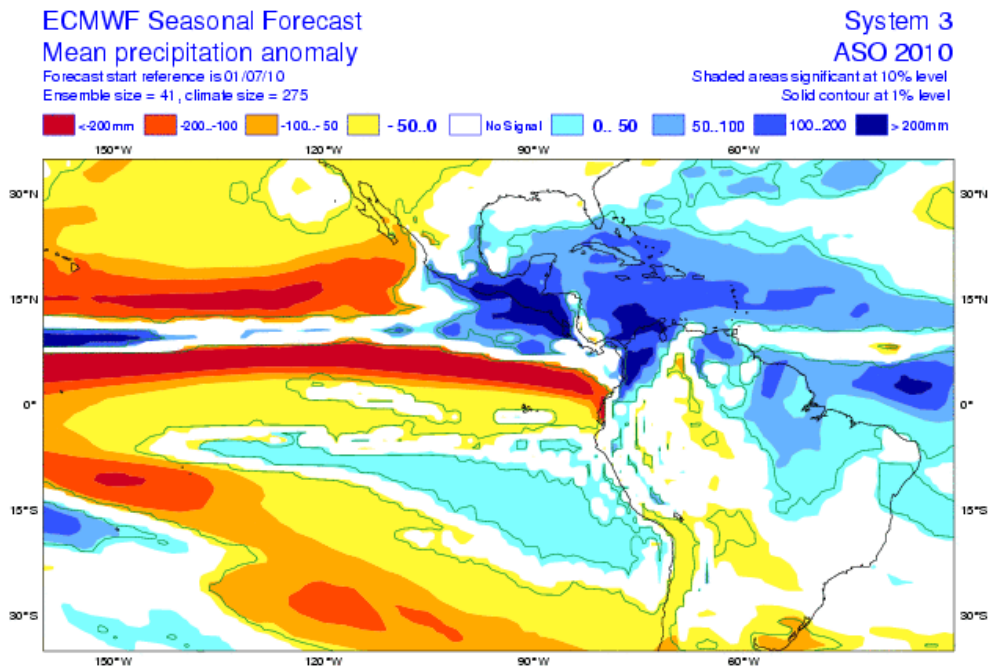 ECMWF Seasonal Forecast
System 3
Mean precipitation anomaly
ASO 2010
Forecast start reference is 01/07/10
Shaded areas significant at 10% level
Ensemble size = 41, climate size = 275
Solid contour at 1% level
<-200mm -200..-100 -100..-50 -50..0 No Signal 0..50 50..100 100..200 > 200mm
150°W 120°W 90°W 60°W
30°N 30°N
15°N 15°N
0° 0°
15°S 15°S
30°S 30°S
150°W 120°W 90°W 60°W